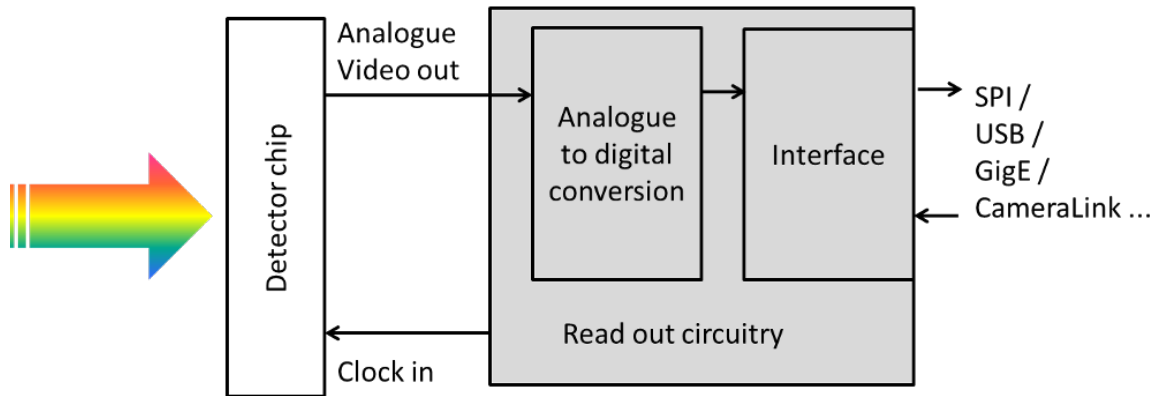 Analogue
Video out
Detector chip
Clock in
Analogue
to digital
conversion
Interface
Read out circuitry
SPI /
USB /
GigE /
CameraLink ...